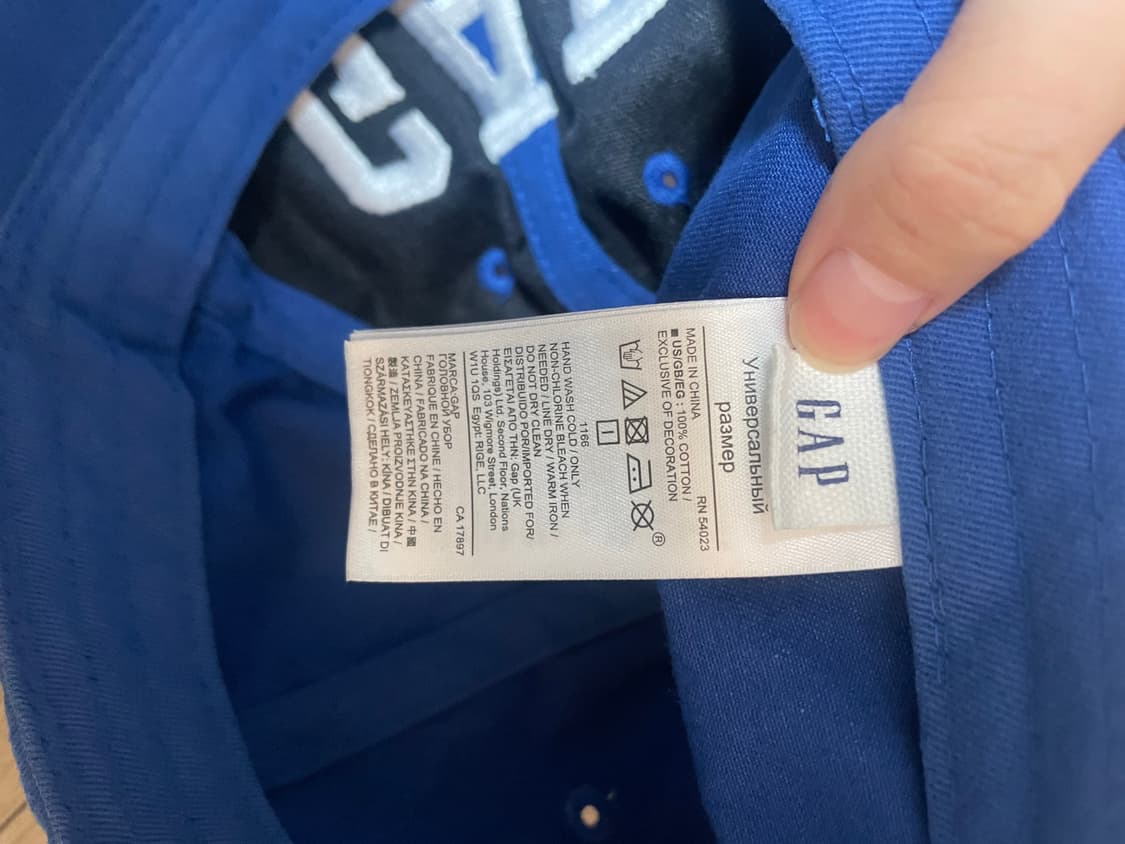 GAP
GAP
Универсальный
размер
RN 54023
MADE IN CHINA
■ US/GB/EG : 100% COTTON /
EXCLUSIVE OF DECORATION
®
1166
HAND WASH COLD / ONLY
NON-CHLORINE BLEACH WHEN
NEEDED / LINE DRY / WARM IRON /
DO NOT DRY CLEAN
DISTRIBUIDO POR/IMPORTED FOR/
ΕΙΣΑΓΕΤΑΙ ΑΠΟ ΤΗΝ: Gap (UK
Holdings) Ltd. Second Floor, Nations
House, 103 Wigmore Street, London
W1U 1QS Egypt: RIGE, LLC
CA 17897
MARCA-GAP
ГОЛОВНОЙ УБОР
FABRIQUÉ EN CHINE / HECHO EN
CHINA / FABRICADO NA CHINA /
ΚΑΤΑΣΚΕΥΑΣΤΗΚΕ ΣΤΗΝ ΚΙΝΑ / 中國
製造 / ZEMLJA PROIZVODNJE KINA /
SZÁRMAZÁSI HELY: KÍNA / DIBUAT DI
TIONGKOK / СДЕЛАНО В КИТАЕ /